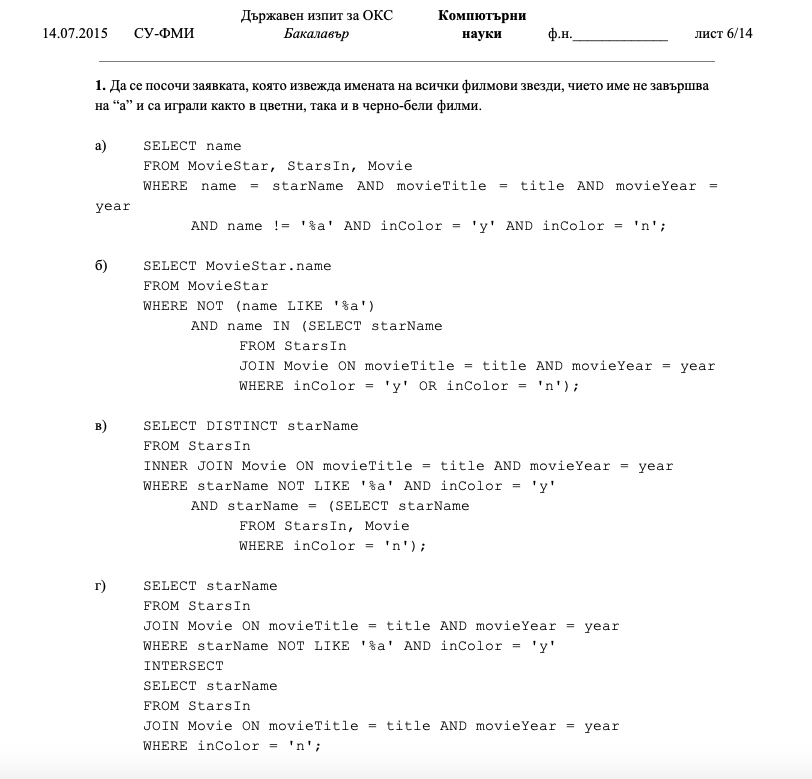 Държавен изпит за ОКС Компютърни
14.07.2015 СУ-ФМИ Бакалавър науки ф.н.____________ лист 6/14
1. Да се посочи заявката, която извежда имената на всички филмови звезди, чието име не завършва
на “а” и са играли както в цветни, така и в черно-бели филми.
а) SELECT name
FROM MovieStar, StarsIn, Movie
WHERE name = starName AND movieTitle = title AND movieYear =
year
AND name != '%a' AND inColor = 'y' AND inColor = 'n';
б) SELECT MovieStar.name
FROM MovieStar
WHERE NOT (name LIKE '%a')
AND name IN (SELECT starName
FROM StarsIn
JOIN Movie ON movieTitle = title AND movieYear = year
WHERE inColor = 'y' OR inColor = 'n');
в) SELECT DISTINCT starName
FROM StarsIn
INNER JOIN Movie ON movieTitle = title AND movieYear = year
WHERE starName NOT LIKE '%a' AND inColor = 'y'
AND starName = (SELECT starName
FROM StarsIn, Movie
WHERE inColor = 'n');
г) SELECT starName
FROM StarsIn
JOIN Movie ON movieTitle = title AND movieYear = year
WHERE starName NOT LIKE '%a' AND inColor = 'y'
INTERSECT
SELECT starName
FROM StarsIn
JOIN Movie ON movieTitle = title AND movieYear = year
WHERE inColor = 'n';